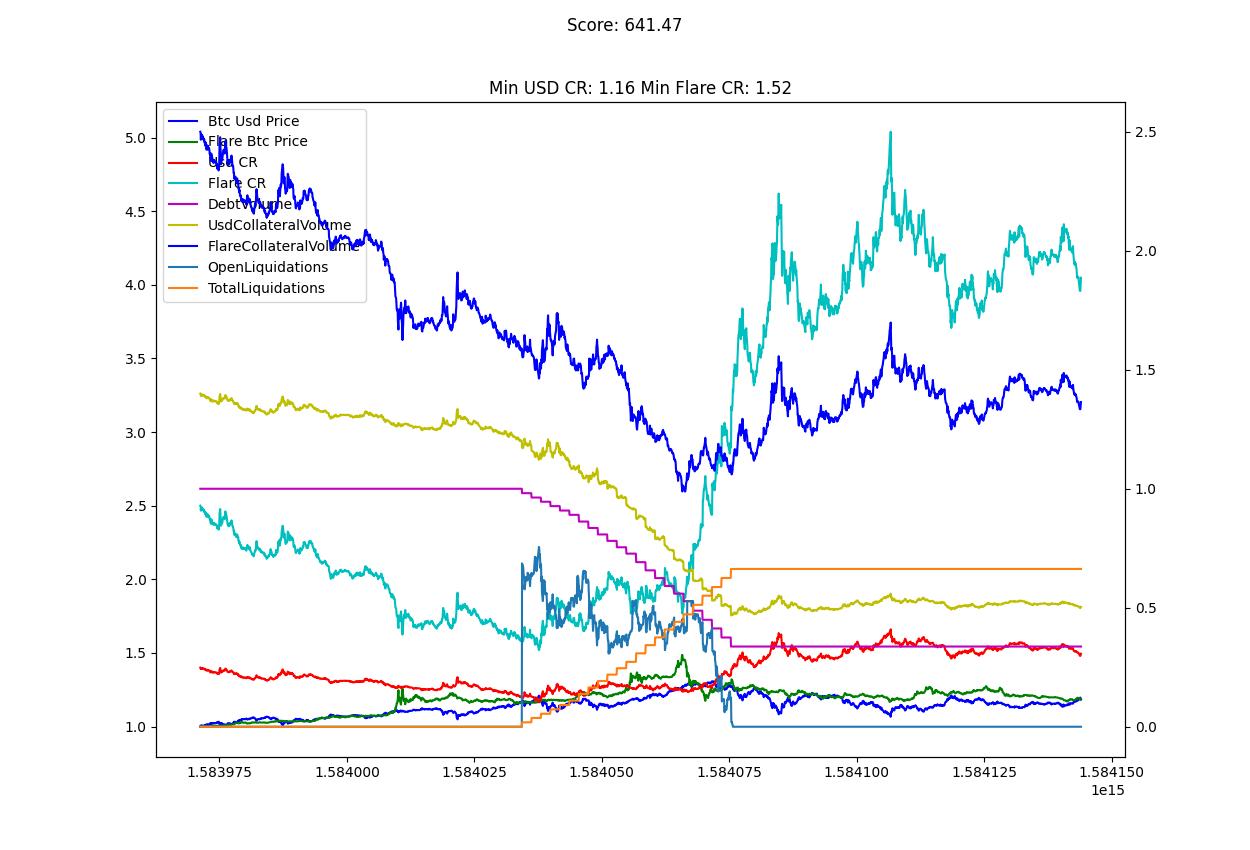 Score: 641.47
Min USD CR: 1.16 Min Flare CR: 1.52
Btc Usd Price
Flare Btc Price
Usd CR
Flare CR
DebtVolume
UsdCollateralVolume
FlareCollateralVolume
OpenLiquidations
TotalLiquidations
5.0
4.5
4.0
3.5
3.0
2.5
2.0
1.5
1.0
2.5
2.0
1.5
1.0
0.5
0.0
1.583975 1.584000 1.584025 1.584050 1.584075 1.584100 1.584125 1.584150
1e15